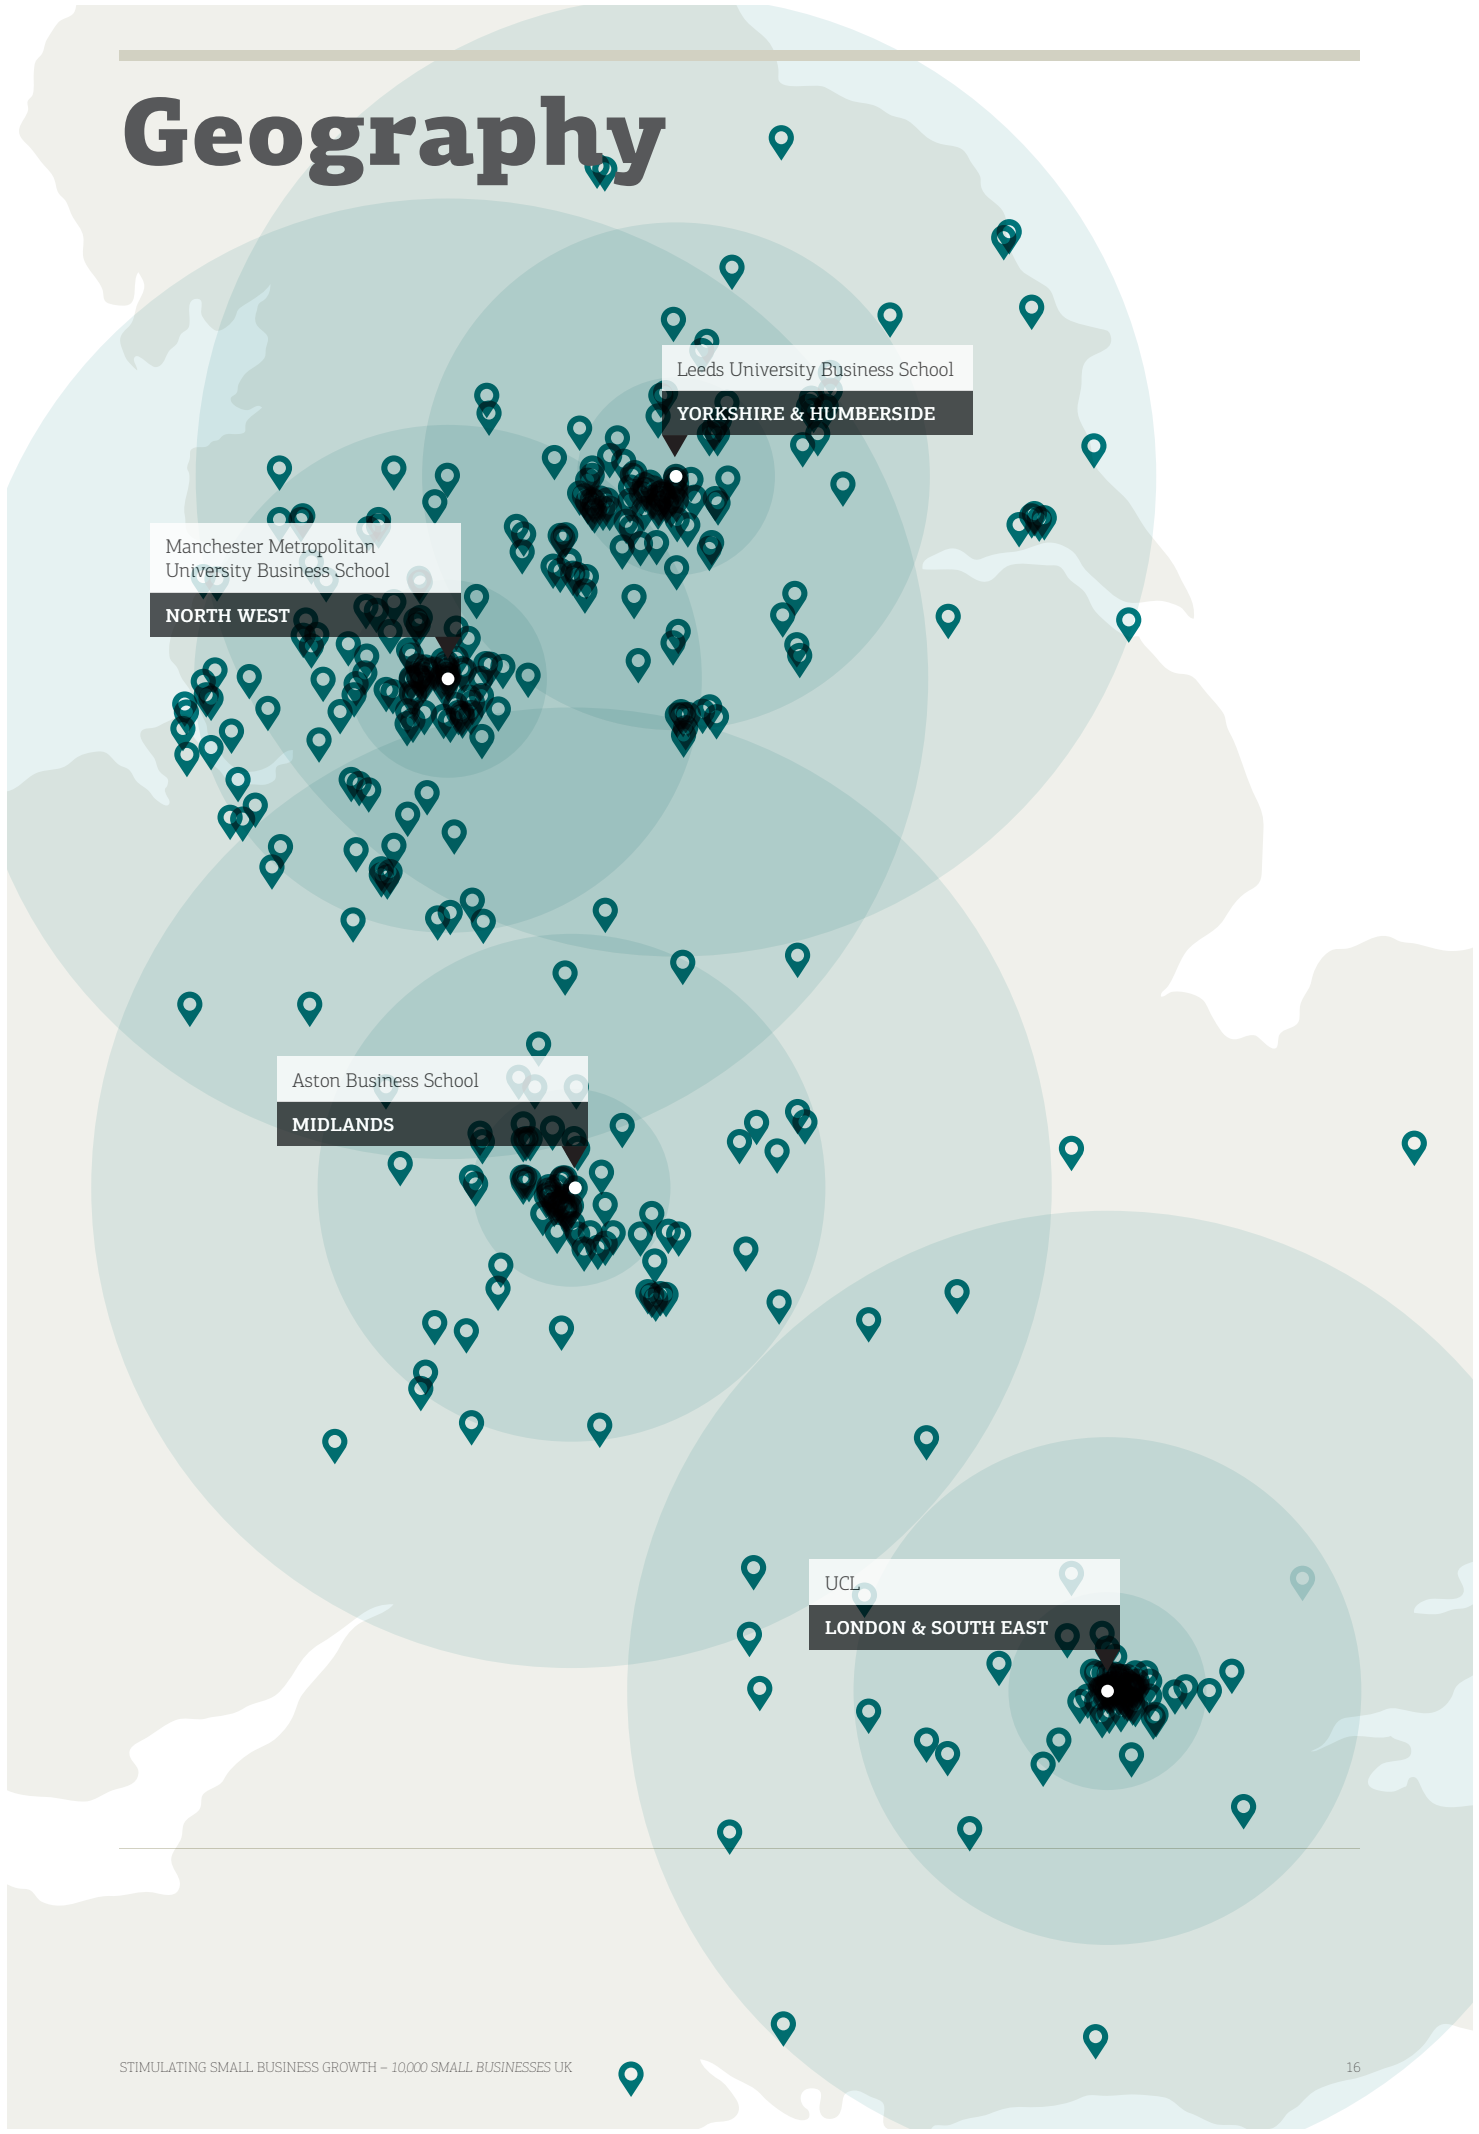 Geography
Leeds University Business School
YORKSHIRE & HUMBERSIDE
Manchester Metropolitan
University Business School
NORTH WEST
Aston Business School
MIDLANDS
UCL
LONDON & SOUTH EAST
STIMULATING SMALL BUSINESS GROWTH – 10,000 SMALL BUSINESSES UK
16